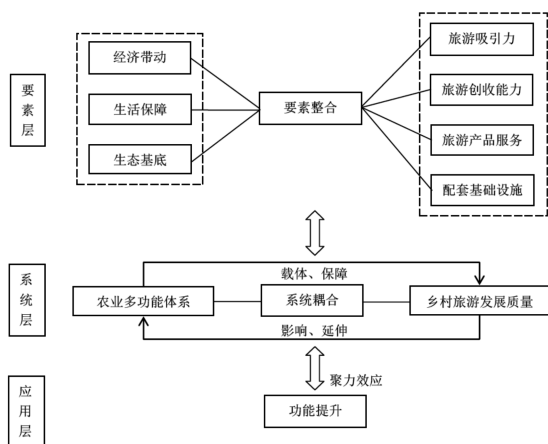 要素层
经济带动
生活保障
生态基底
要素整合
旅游吸引力
旅游创收能力
旅游产品服务
配套基础设施
系统层
载体、保障
农业多功能体系
系统耦合
乡村旅游发展质量
影响、延伸
应用层
聚力效应
功能提升